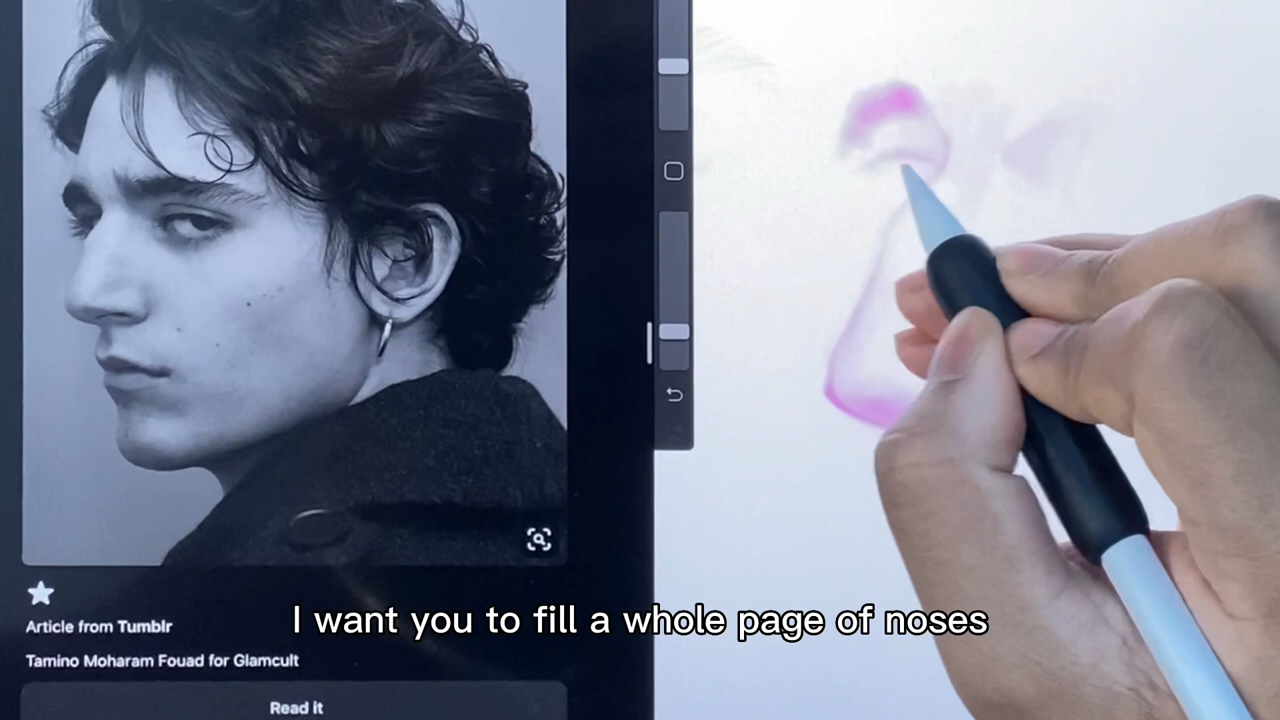 Article from Tumblr
Tamino Moharam Fouad for Glamcult
I want you to fill a whole page of noses
Read it